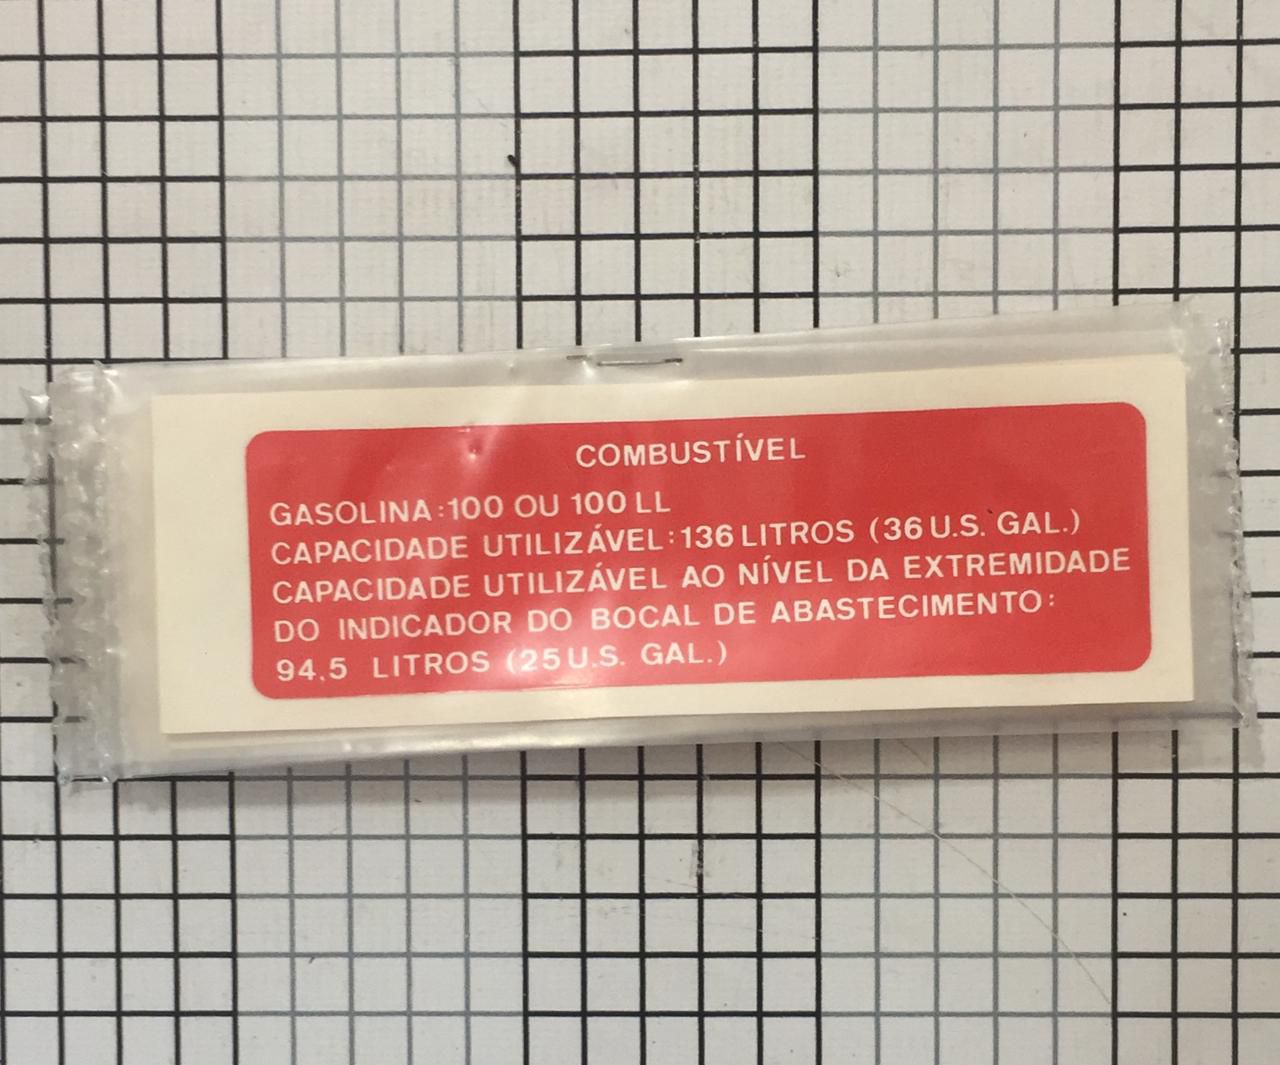 COMBUSTÍVEL
GASOLINA:100 OU 100 LL
CAPACIDADE UTILIZÁVEL:136 LITROS (36 U.S. GAL.)
CAPACIDADE UTILIZÁVEL AO NÍVEL DA EXTREMIDADE
DO INDICADOR DO BOCAL DE ABASTECIMENTO:
94,5 LITROS (25 U.S. GAL.)